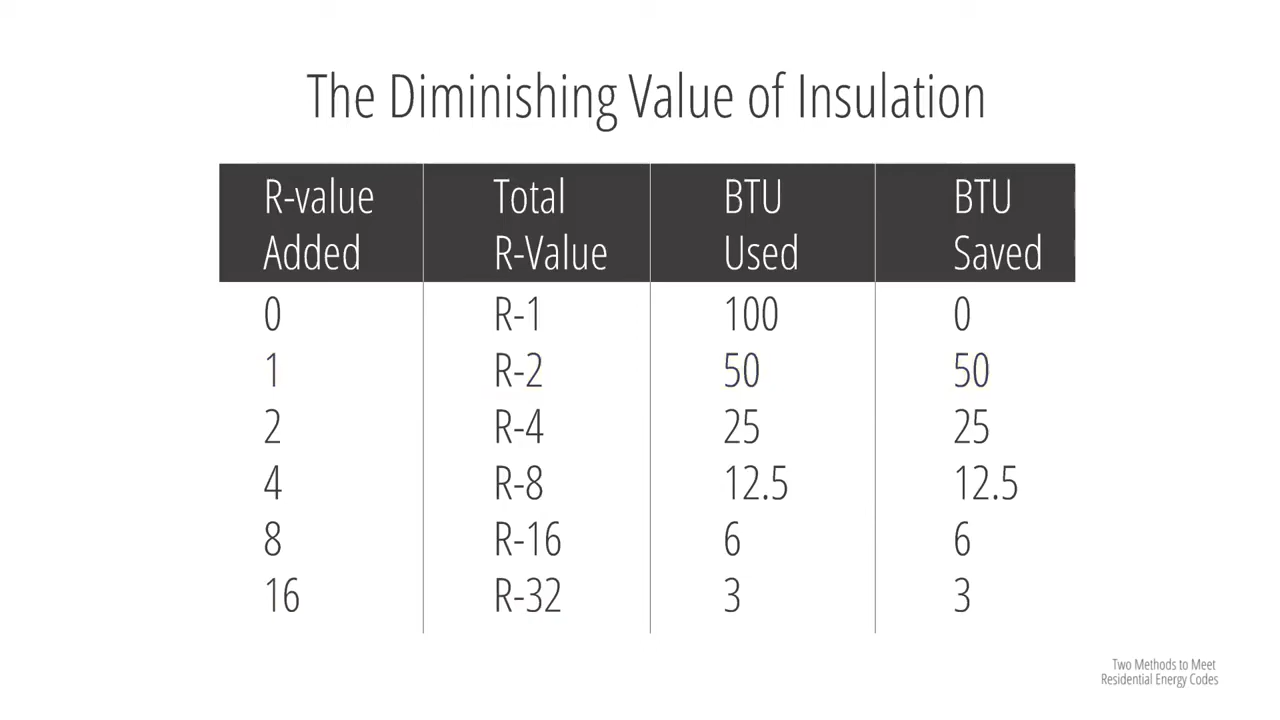 The Diminishing Value of Insulation
R-value Added Total R-Value BTU Used BTU Saved
0 R-1 100 0
1 R-2 50 50
2 R-4 25 25
4 R-8 12.5 12.5
8 R-16 6 6
16 R-32 3 3
Two Methods to Meet
Residential Energy Codes